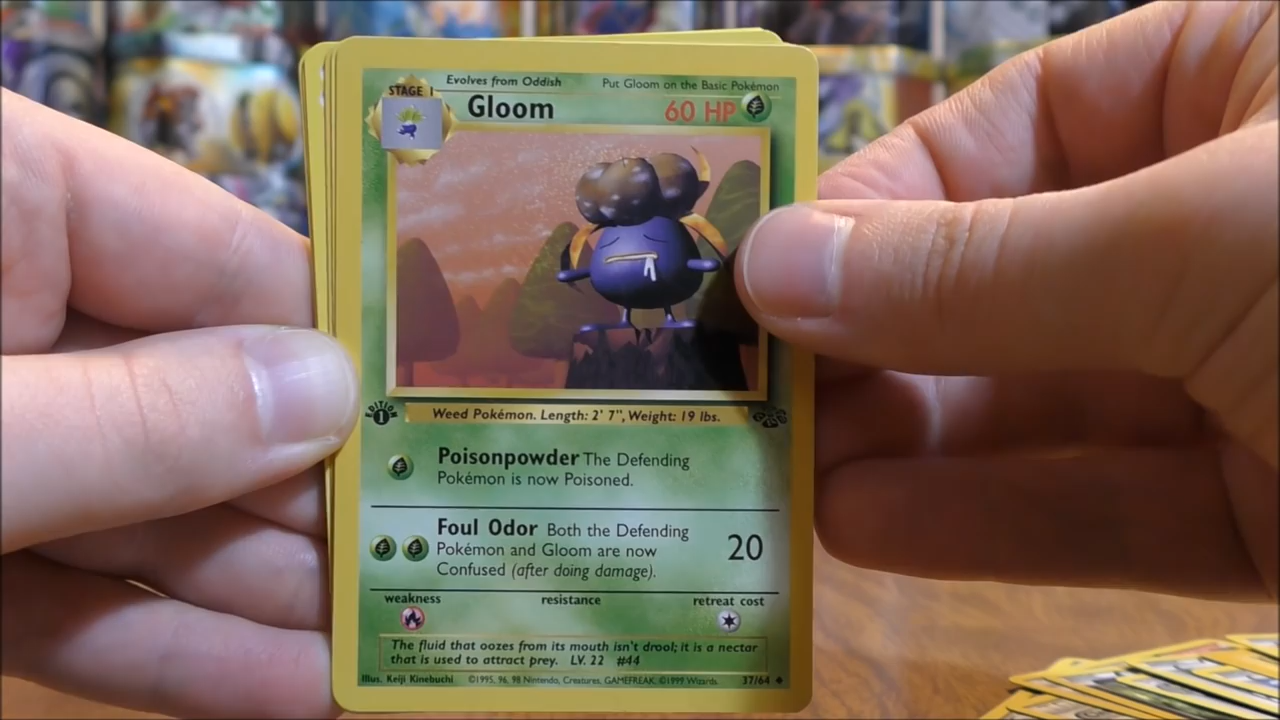 Evolves from Oddish Put Gloom on the Basic Pokémon
STAGE 1
Gloom 60 HP
EDITION 1
Weed Pokémon. Length: 2' 7", Weight: 19 lbs.
Poisonpowder The Defending
Pokémon is now Poisoned.
Foul Odor Both the Defending
Pokémon and Gloom are now 20
Confused (after doing damage).
weakness resistance retreat cost
The fluid that oozes from its mouth isn't drool; it is a nectar
that is used to attract prey. LV. 22 #44
Illus. Keiji Kinebuchi ©1995, 96, 98 Nintendo, Creatures, GAMEFREAK. ©1999 Wizards. 37/64